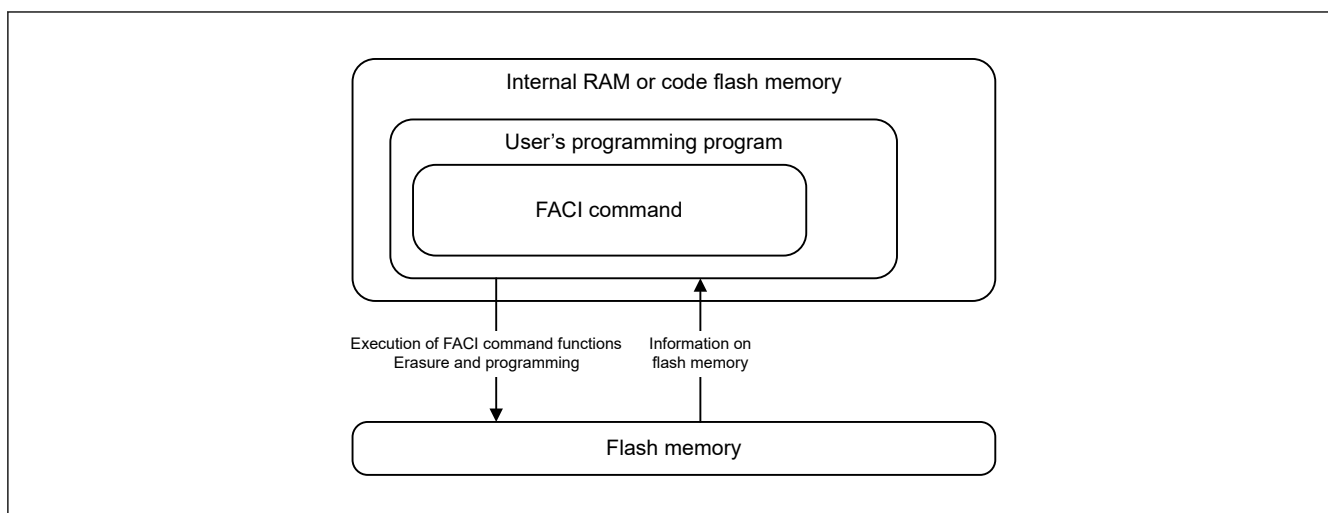 Internal RAM or code flash memory
User’s programming program
FACI command
Execution of FACI command functions
Erasure and programming
Information on
flash memory
Flash memory